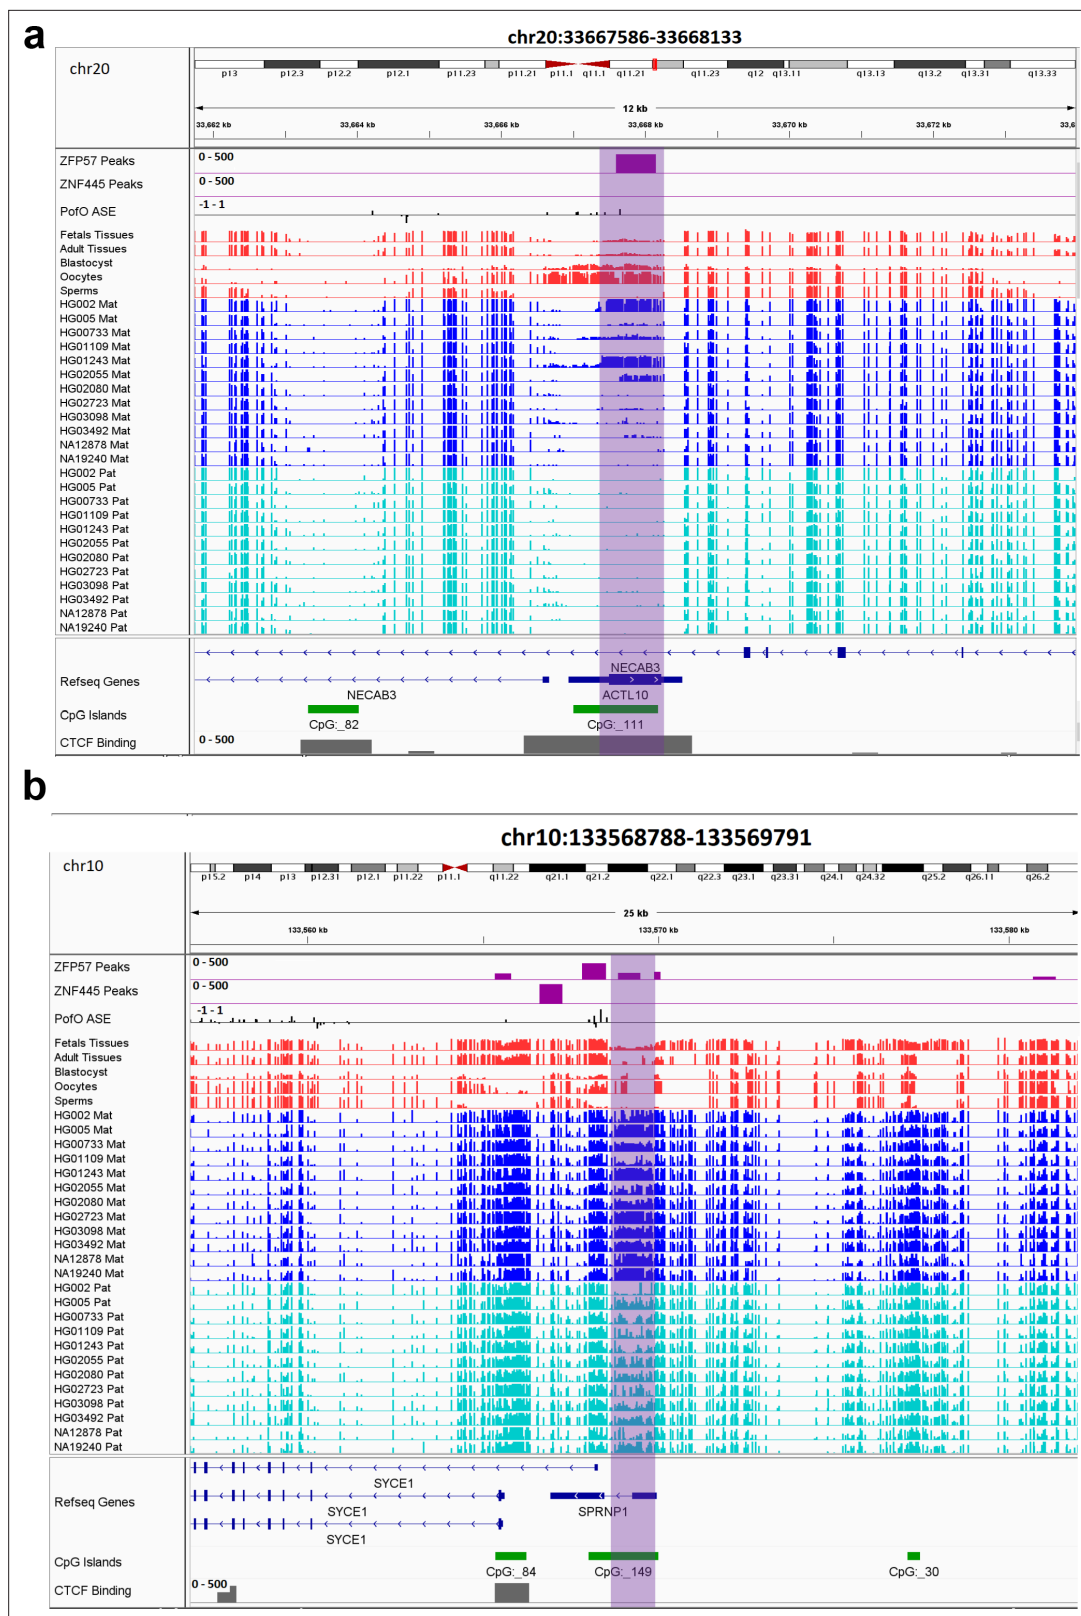 a
chr20:33667586-33668133
chr20
p13 p12.3 p12.2 p12.1 p11.23 p11.21 p11.1 q11.1 q11.21 q11.23 q12 q13.11 q13.13 q13.2 q13.31 q13.33
12 kb
33,662 kb 33,664 kb 33,666 kb 33,668 kb 33,670 kb 33,672 kb 33,6
ZFP57 Peaks 0 - 500
ZNF445 Peaks 0 - 500
PofO ASE -1 - 1
Fetals Tissues
Adult Tissues
Blastocyst
Oocytes
Sperms
HG002 Mat
HG005 Mat
HG00733 Mat
HG01109 Mat
HG01243 Mat
HG02055 Mat
HG02080 Mat
HG02723 Mat
HG03098 Mat
HG03492 Mat
NA12878 Mat
NA19240 Mat
HG002 Pat
HG005 Pat
HG00733 Pat
HG01109 Pat
HG01243 Pat
HG02055 Pat
HG02080 Pat
HG02723 Pat
HG03098 Pat
HG03492 Pat
NA12878 Pat
NA19240 Pat
NECAB3
Refseq Genes
NECAB3 ACTL10
CpG Islands
CpG:_82 CpG:_111
CTCF Binding 0 - 500
b
chr10:133568788-133569791
chr10
p15.2 p14 p13 p12.31 p12.1 p11.22 p11.1 q11.22 q21.1 q21.2 q22.1 q22.3 q23.1 q23.31 q24.1 q24.32 q25.2 q26.11 q26.2
25 kb
133,560 kb 133,570 kb 133,580 kb
ZFP57 Peaks 0 - 500
ZNF445 Peaks 0 - 500
PofO ASE -1 - 1
Fetals Tissues
Adult Tissues
Blastocyst
Oocytes
Sperms
HG002 Mat
HG005 Mat
HG00733 Mat
HG01109 Mat
HG01243 Mat
HG02055 Mat
HG02080 Mat
HG02723 Mat
HG03098 Mat
HG03492 Mat
NA12878 Mat
NA19240 Mat
HG002 Pat
HG005 Pat
HG00733 Pat
HG01109 Pat
HG01243 Pat
HG02055 Pat
HG02080 Pat
HG02723 Pat
HG03098 Pat
HG03492 Pat
NA12878 Pat
NA19240 Pat
SYCE1
Refseq Genes
SYCE1 SPRNP1
SYCE1
CpG Islands
CpG:_84 CpG:_149 CpG:_30
CTCF Binding 0 - 500